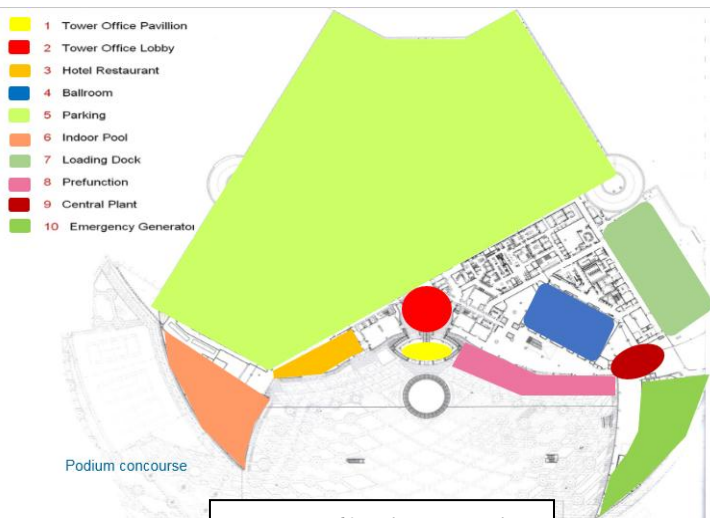 1 Tower Office Pavillion
2 Tower Office Lobby
3 Hotel Restaurant
4 Ballroom
5 Parking
6 Indoor Pool
7 Loading Dock
8 Prefunction
9 Central Plant
10 Emergency Generator
Podium concourse